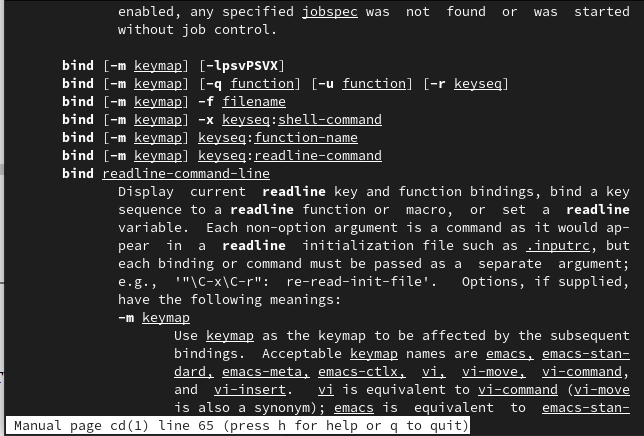 enabled, any specified jobspec was not found or was started
without job control.
bind [-m keymap] [-lpsvPSVX]
bind [-m keymap] [-q function] [-u function] [-r keyseq]
bind [-m keymap] -f filename
bind [-m keymap] -x keyseq:shell-command
bind [-m keymap] keyseq:function-name
bind [-m keymap] keyseq:readline-command
bind readline-command-line
Display current readline key and function bindings, bind a key
sequence to a readline function or macro, or set a readline
variable. Each non-option argument is a command as it would ap-
pear in a readline initialization file such as .inputrc, but
each binding or command must be passed as a separate argument;
e.g., '"\C-x\C-r": re-read-init-file'. Options, if supplied,
have the following meanings:
-m keymap
Use keymap as the keymap to be affected by the subsequent
bindings. Acceptable keymap names are emacs, emacs-stan-
dard, emacs-meta, emacs-ctlx, vi, vi-move, vi-command,
and vi-insert. vi is equivalent to vi-command (vi-move
is also a synonym); emacs is equivalent to emacs-stan-
Manual page cd(1) line 65 (press h for help or q to quit)